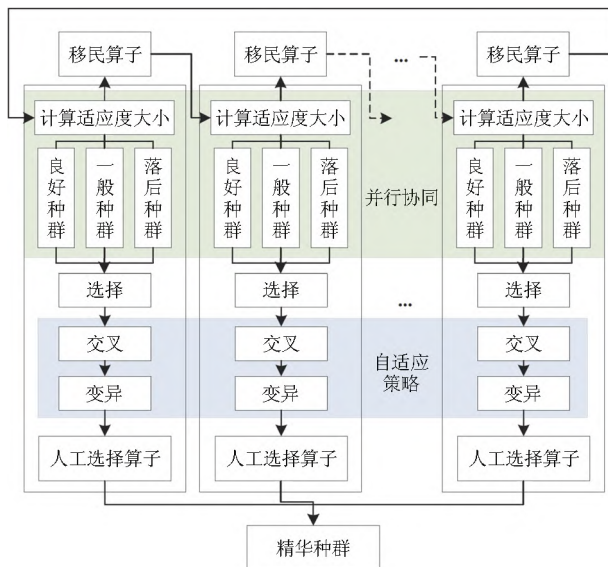 移民算子
移民算子
...
移民算子
计算适应度大小
计算适应度大小
计算适应度大小
良好种群
一般种群
落后种群
良好种群
一般种群
落后种群
并行协同
良好种群
一般种群
落后种群
选择
选择
...
选择
交叉
交叉
自适应
策略
交叉
变异
变异
变异
人工选择算子
人工选择算子
人工选择算子
精华种群